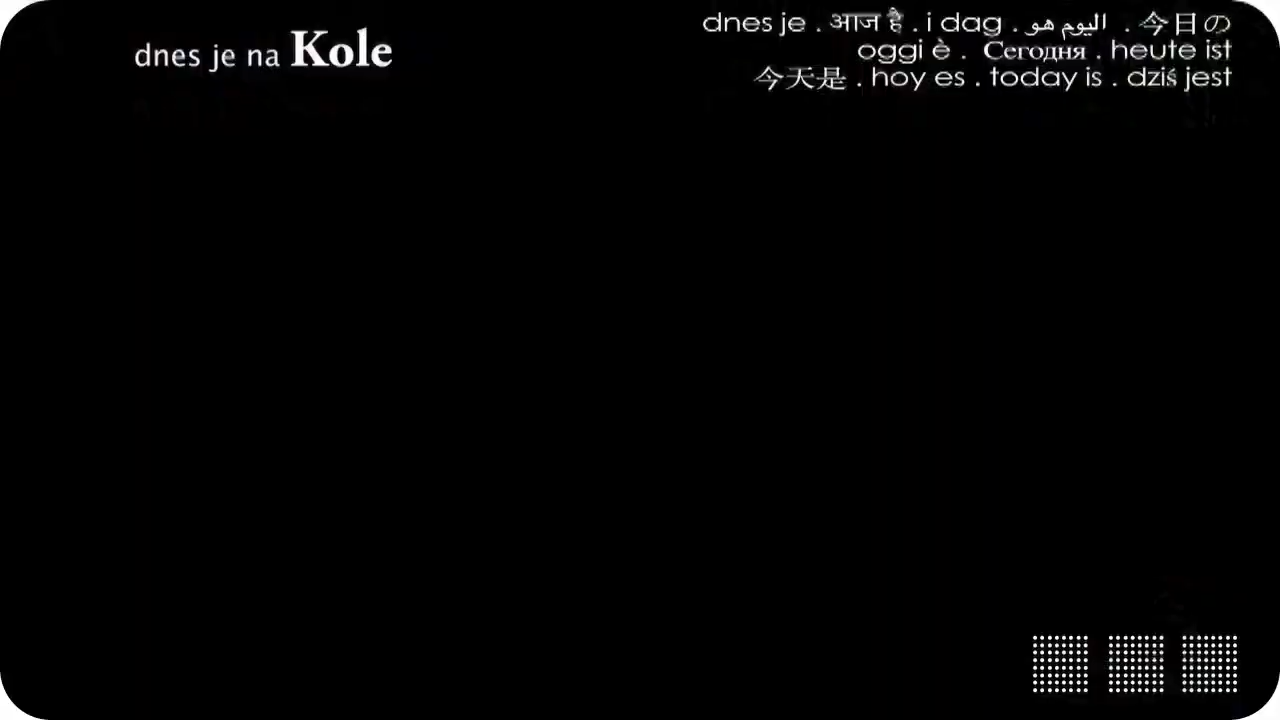 dnes je na Kole
dnes je . आज है . i dag . اليوم هو . 今日の
oggi è . Сегодня . heute ist
今天是 . hoy es . today is . dziś jest